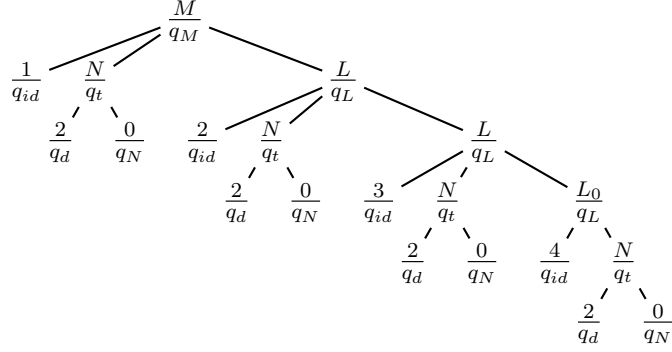 M
q_M
1 N L
q_id q_t q_L
2 0 2 N L
q_d q_N q_id q_t q_L
2 0 3 N L_0
q_d q_N q_id q_t q_L
2 0 4 N
q_d q_N q_id q_t
2 0
q_d q_N